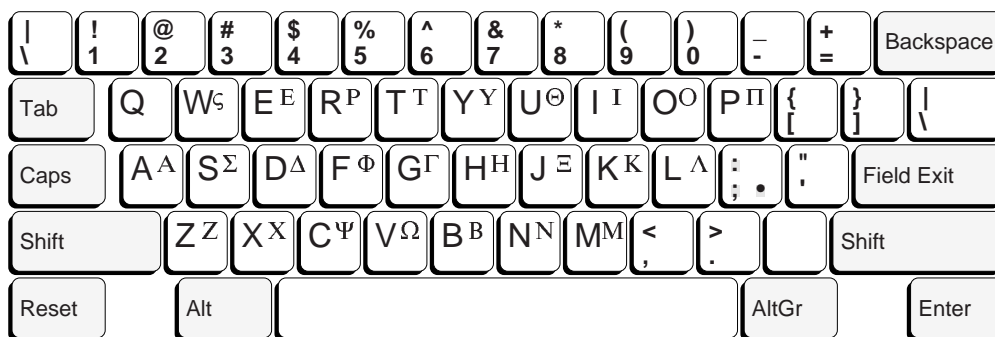 | ! @ # $ % ^ & * ( ) _ +
\ 1 2 3 4 5 6 7 8 9 0 - = Backspace
Tab Q Wς EΕ RΡ TΤ YΥ UΘ IΙ OΟ PΠ { } |
[ ] \
Caps AΑ SΣ DΔ FΦ GΓ HΗ JΞ KΚ LΛ : " Field Exit
; • '
Shift ZΖ XΧ CΨ VΩ BΒ NΝ MΜ < > Shift
, .
Reset Alt AltGr Enter